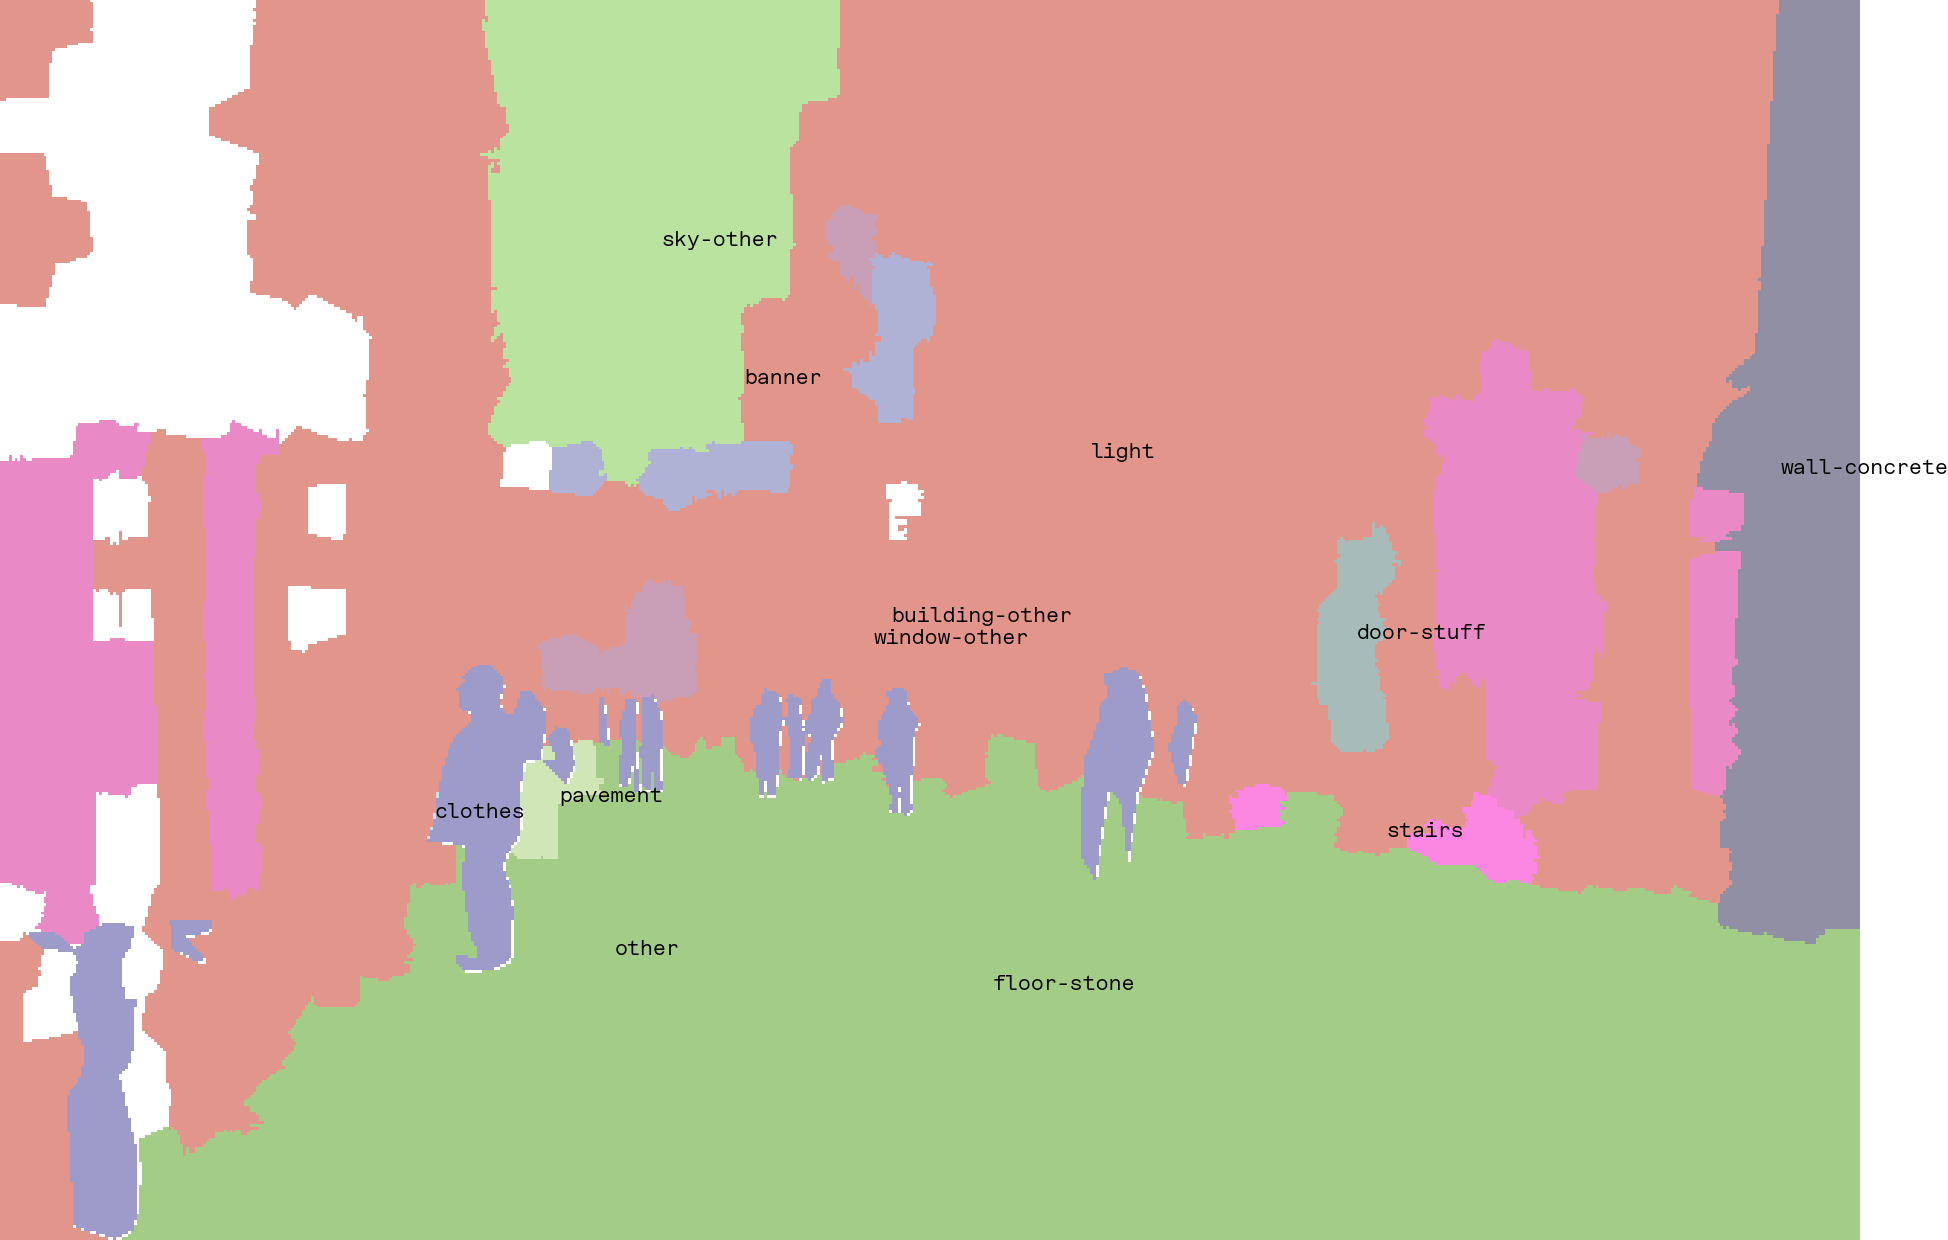 sky-other
banner
light
wall-concrete
building-other
window-other
door-stuff
pavement
clothes
stairs
other
floor-stone